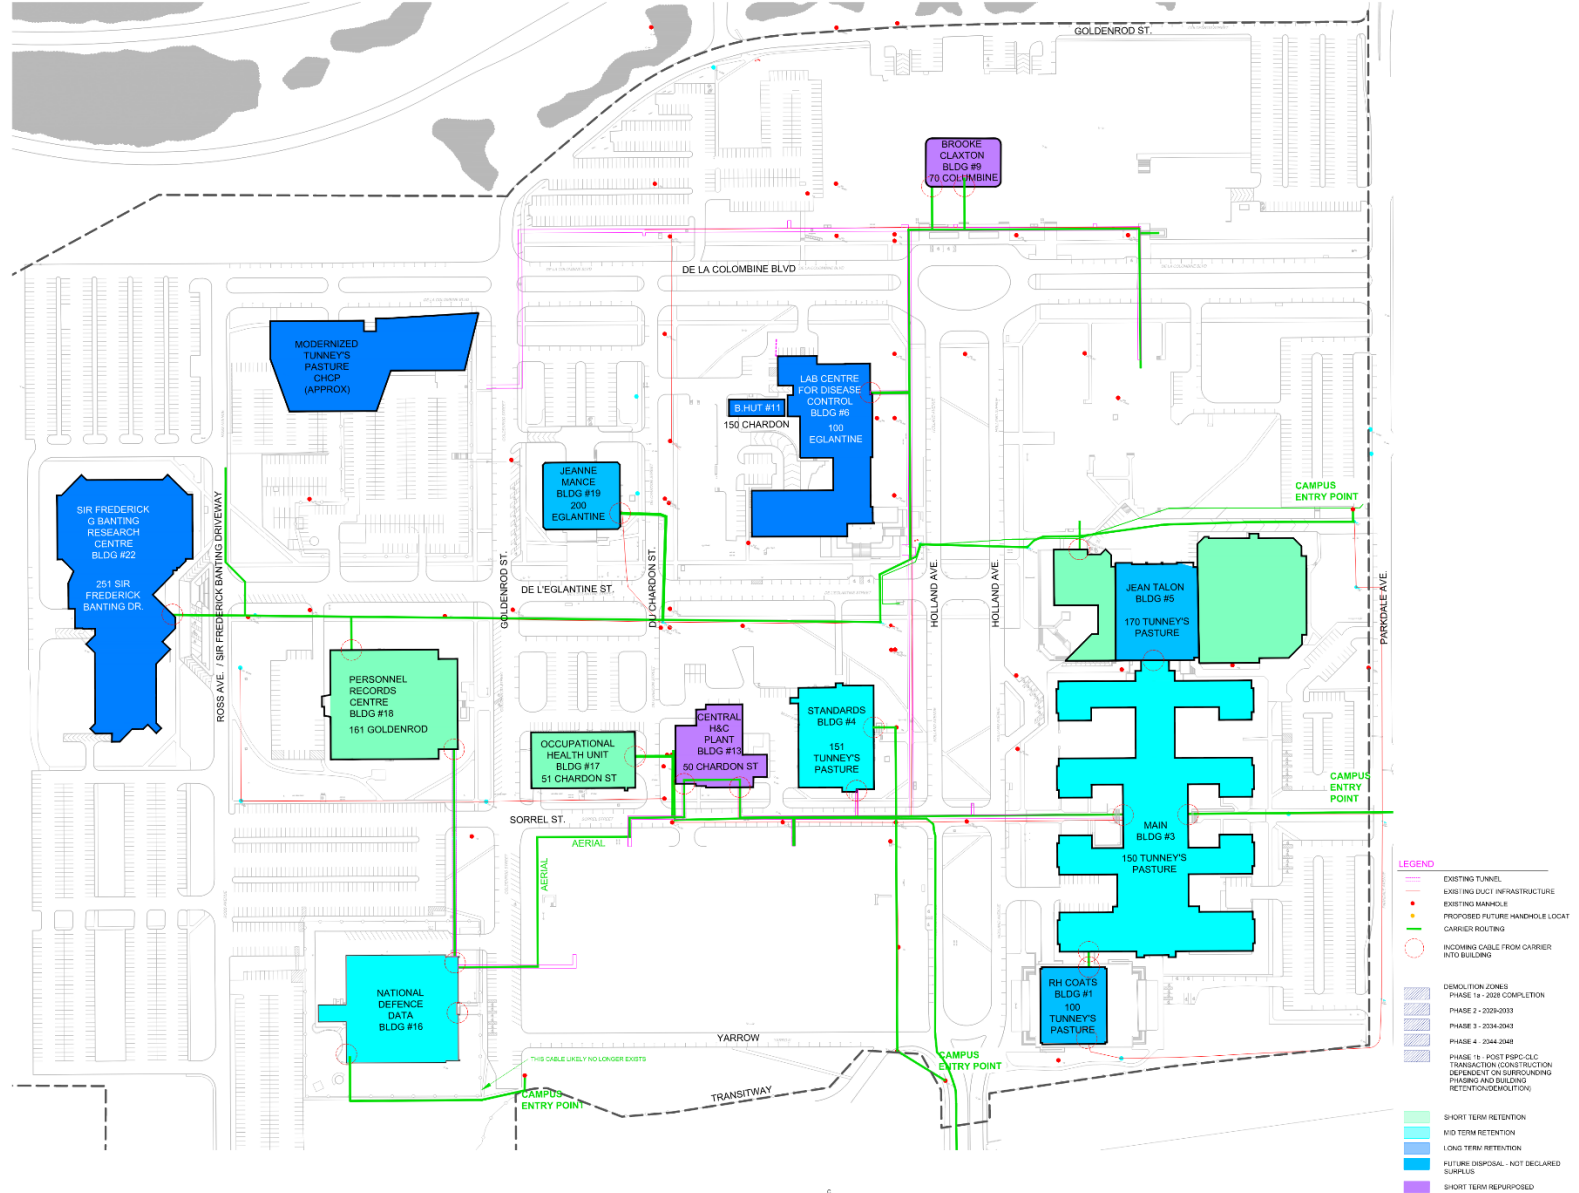 GOLDENROD ST.
BROOKE
CLAXTON
BLDG #9
70 COLUMBINE
DE LA COLOMBINE BLVD
MODERNIZED
TUNNEY'S
PASTURE
CHCP
(APPROX)
LAB CENTRE
FOR DISEASE
CONTROL
BLDG #6
100
EGLANTINE
B.HUT #11
150 CHARDON
JEANNE
MANCE
BLDG #19
200
EGLANTINE
SIR FREDERICK
G BANTING
RESEARCH
CENTRE
BLDG #22
251 SIR
FREDERICK
BANTING DR.
ROSS AVE. / SIR FREDERICK BANTING DRIVEWAY
GOLDENROD ST.
DE L'EGLANTINE ST.
DU CHARDON ST.
HOLLAND AVE.
HOLLAND AVE.
PARKDALE AVE.
CAMPUS
ENTRY POINT
JEAN TALON
BLDG #5
170 TUNNEY'S
PASTURE
PERSONNEL
RECORDS
CENTRE
BLDG #18
161 GOLDENROD
OCCUPATIONAL
HEALTH UNIT
BLDG #17
51 CHARDON ST
CENTRAL
H&C
PLANT
BLDG #13
50 CHARDON ST
STANDARDS
BLDG #4
151
TUNNEY'S
PASTURE
CAMPUS
ENTRY
POINT
MAIN
BLDG #3
150 TUNNEY'S
PASTURE
SORREL ST.
AERIAL
AERIAL
NATIONAL
DEFENCE
DATA
BLDG #16
RH COATS
BLDG #1
100
TUNNEY'S
PASTURE
YARROW
THIS CABLE LIKELY NO LONGER EXISTS
CAMPUS
ENTRY POINT
CAMPUS
ENTRY POINT
TRANSITWAY
LEGEND
EXISTING TUNNEL
EXISTING DUCT INFRASTRUCTURE
EXISTING MANHOLE
PROPOSED FUTURE HANDHOLE LOCAT
CARRIER ROUTING
INCOMING CABLE FROM CARRIER
INTO BUILDING
DEMOLITION ZONES
PHASE 1a - 2028 COMPLETION
PHASE 2 - 2029-2033
PHASE 3 - 2034-2043
PHASE 4 - 2044-2048
PHASE 1b - POST PSPC-CLC
TRANSACTION (CONSTRUCTION
DEPENDENT ON SURROUNDING
PHASING AND BUILDING
RETENTION/DEMOLITION)
SHORT TERM RETENTION
MID TERM RETENTION
LONG TERM RETENTION
FUTURE DISPOSAL - NOT DECLARED
SURPLUS
SHORT TERM REPURPOSED